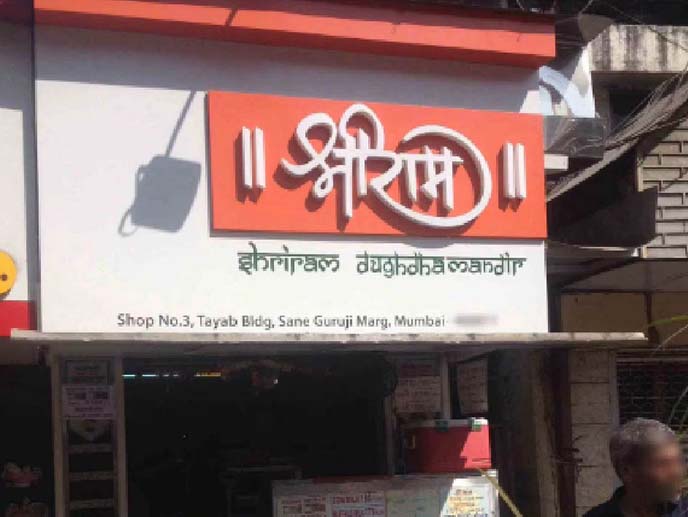 ॥ श्रीराम ॥
Shriram Dughdhamandir
Shop No.3, Tayab Bldg, Sane Guruji Marg, Mumbai